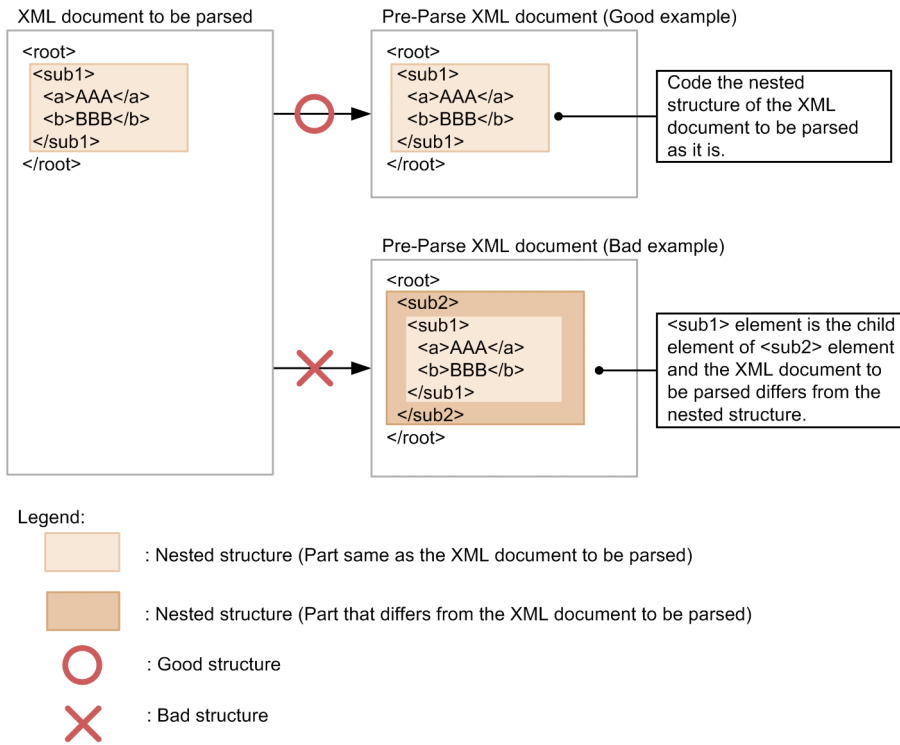 XML document to be parsed
<root>
<sub1>
<a>AAA</a>
<b>BBB</b>
</sub1>
</root>
Pre-Parse XML document (Good example)
<root>
<sub1>
<a>AAA</a>
<b>BBB</b>
</sub1>
</root>
Code the nested
structure of the XML
document to be parsed
as it is.
Pre-Parse XML document (Bad example)
<root>
<sub2>
<sub1>
<a>AAA</a>
<b>BBB</b>
</sub1>
</sub2>
</root>
<sub1> element is the child
element of <sub2> element
and the XML document to
be parsed differs from the
nested structure.
Legend:
: Nested structure (Part same as the XML document to be parsed)
: Nested structure (Part that differs from the XML document to be parsed)
: Good structure
: Bad structure